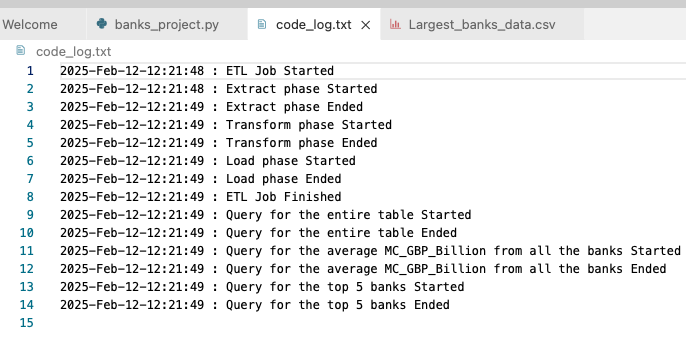 Welcome banks_project.py code_log.txt Largest_banks_data.csv
code_log.txt
1 2025-Feb-12-12:21:48 : ETL Job Started
2 2025-Feb-12-12:21:48 : Extract phase Started
3 2025-Feb-12-12:21:49 : Extract phase Ended
4 2025-Feb-12-12:21:49 : Transform phase Started
5 2025-Feb-12-12:21:49 : Transform phase Ended
6 2025-Feb-12-12:21:49 : Load phase Started
7 2025-Feb-12-12:21:49 : Load phase Ended
8 2025-Feb-12-12:21:49 : ETL Job Finished
9 2025-Feb-12-12:21:49 : Query for the entire table Started
10 2025-Feb-12-12:21:49 : Query for the entire table Ended
11 2025-Feb-12-12:21:49 : Query for the average MC_GBP_Billion from all the banks Started
12 2025-Feb-12-12:21:49 : Query for the average MC_GBP_Billion from all the banks Ended
13 2025-Feb-12-12:21:49 : Query for the top 5 banks Started
14 2025-Feb-12-12:21:49 : Query for the top 5 banks Ended
15